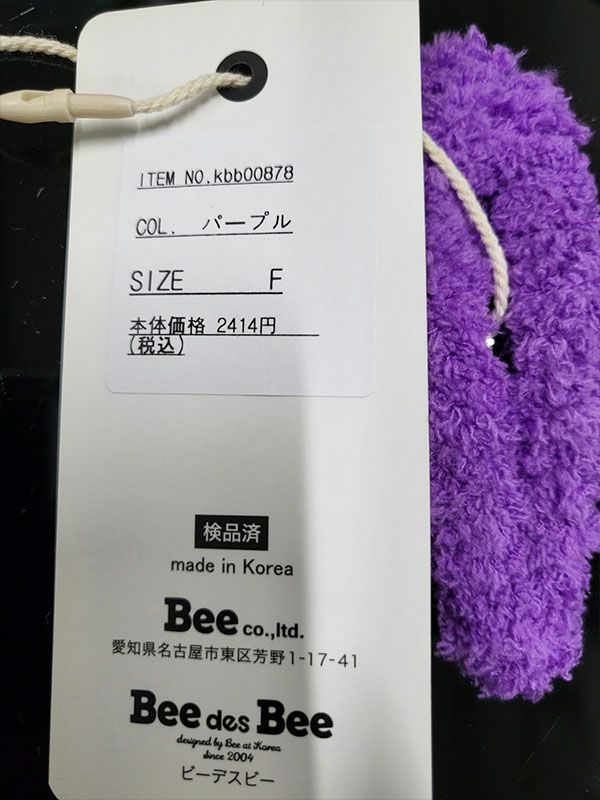 ITEM NO.kbb00878
COL. パープル
SIZE F
本体価格 2414円
(税込)
検品済
made in Korea
Bee co.,ltd.
愛知県名古屋市東区芳野1-17-41
Bee des Bee
designed by Bee at Korea
since 2004
ビーデスビー